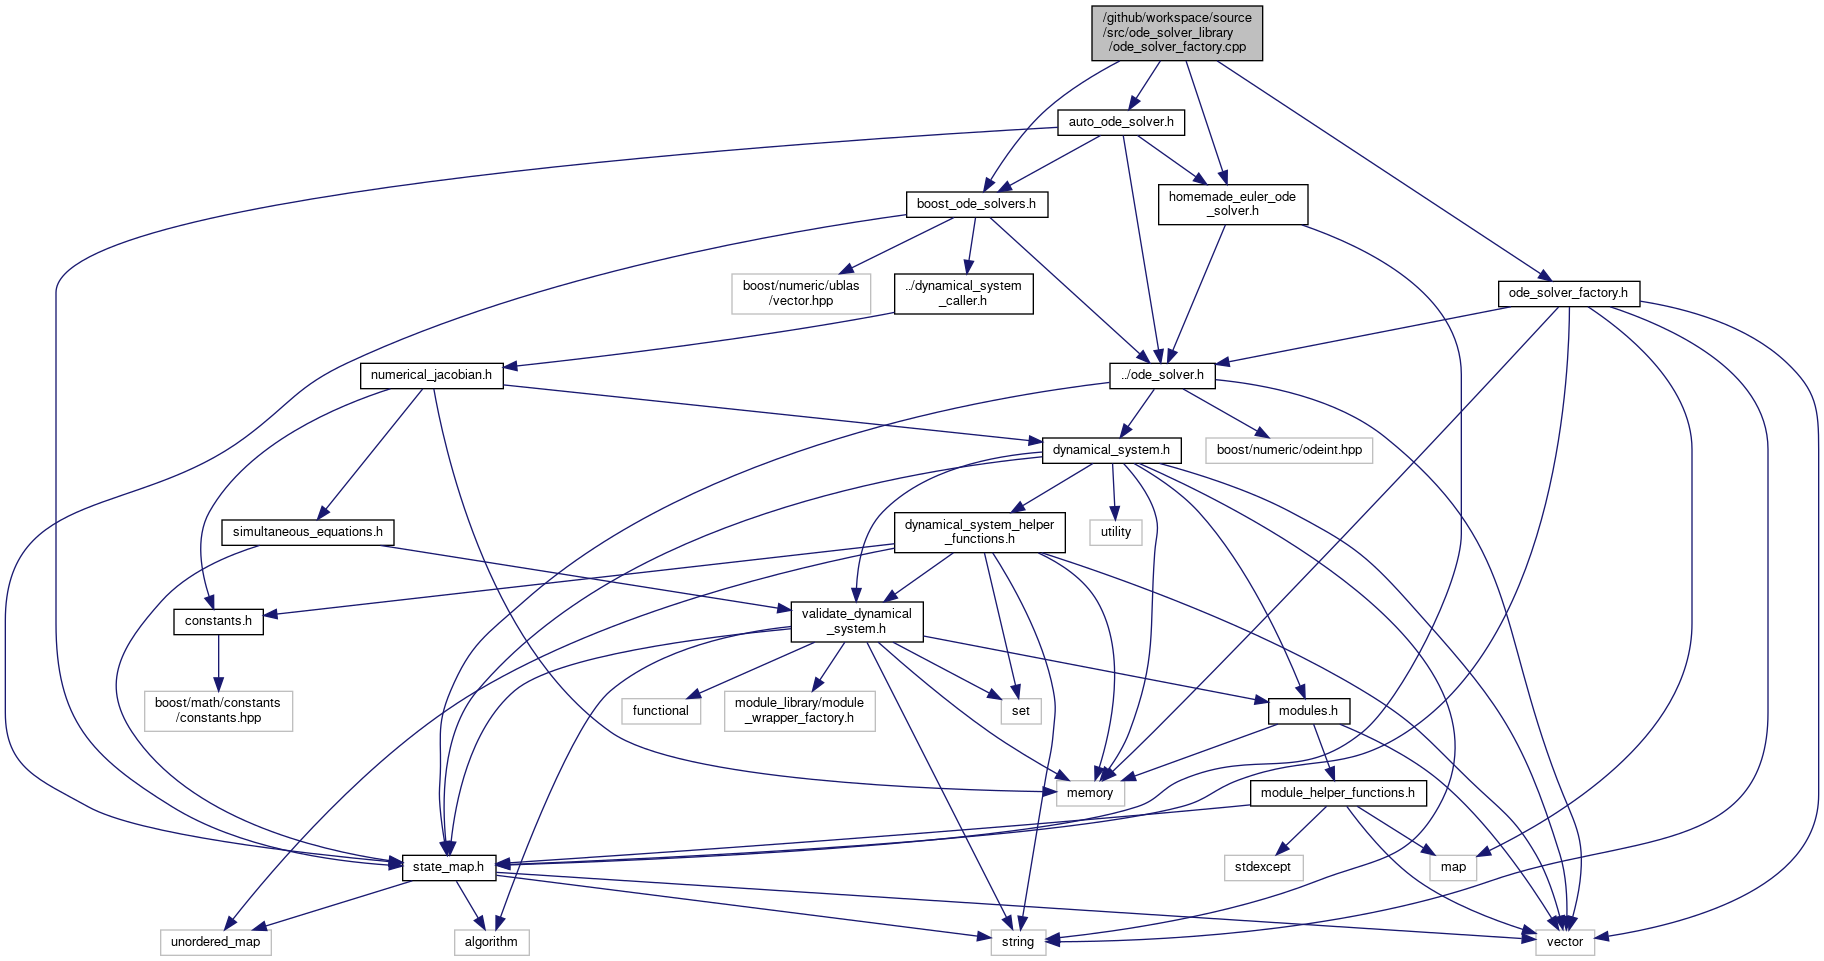 /github/workspace/source
/src/ode_solver_library
/ode_solver_factory.cpp
auto_ode_solver.h
boost_ode_solvers.h
homemade_euler_ode
_solver.h
boost/numeric/ublas
/vector.hpp
../dynamical_system
_caller.h
ode_solver_factory.h
numerical_jacobian.h
../ode_solver.h
dynamical_system.h
boost/numeric/odeint.hpp
simultaneous_equations.h
dynamical_system_helper
_functions.h
utility
constants.h
validate_dynamical
_system.h
boost/math/constants
/constants.hpp
functional
module_library/module
_wrapper_factory.h
set
modules.h
memory
module_helper_functions.h
state_map.h
stdexcept
map
unordered_map
algorithm
string
vector